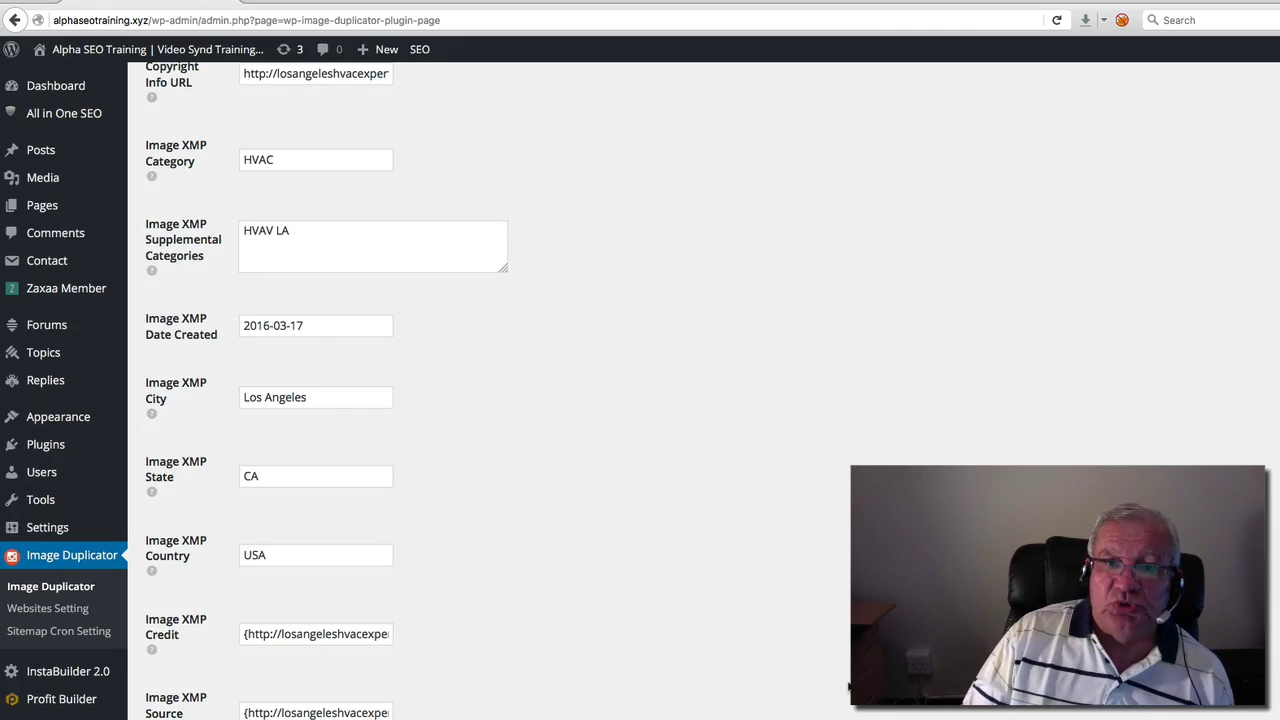 alphaseotraining.xyz/wp-admin/admin.php?page=wp-image-duplicator-plugin-page
Search
Alpha SEO Training | Video Synd Training...
3
0
New
SEO
Dashboard
All in One SEO
Posts
Media
Pages
Comments
Contact
Z
Zaxaa Member
Forums
Topics
Replies
Appearance
Plugins
Users
Tools
Settings
Image Duplicator
Image Duplicator
Websites Setting
Sitemap Cron Setting
InstaBuilder 2.0
Profit Builder
Copyright
Info URL
?
http://losangeleshvacexper
Image XMP
Category
?
HVAC
Image XMP
Supplemental
Categories
?
HVAV LA
Image XMP
Date Created
2016-03-17
Image XMP
City
?
Los Angeles
Image XMP
State
?
CA
Image XMP
Country
?
USA
Image XMP
Credit
?
{http://losangeleshvacexpe
Image XMP
Source
{http://losangeleshvacexpe